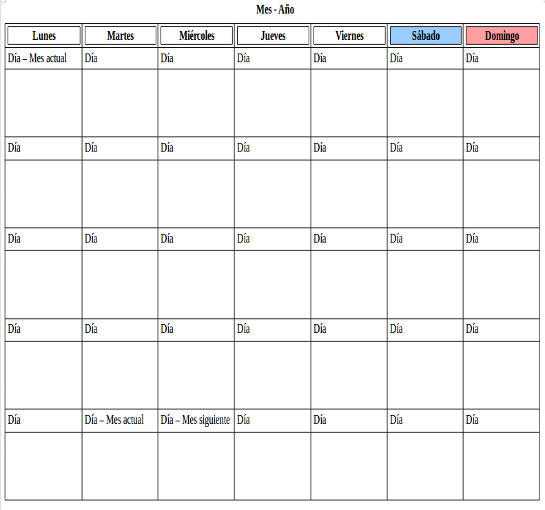 Mes - Año
Lunes Martes Miércoles Jueves Viernes Sábado Domingo
Día – Mes actual Día Día Día Día Día Día
Día Día Día Día Día Día Día
Día Día Día Día Día Día Día
Día Día Día Día Día Día Día
Día Día – Mes actual Día – Mes siguiente Día Día Día Día